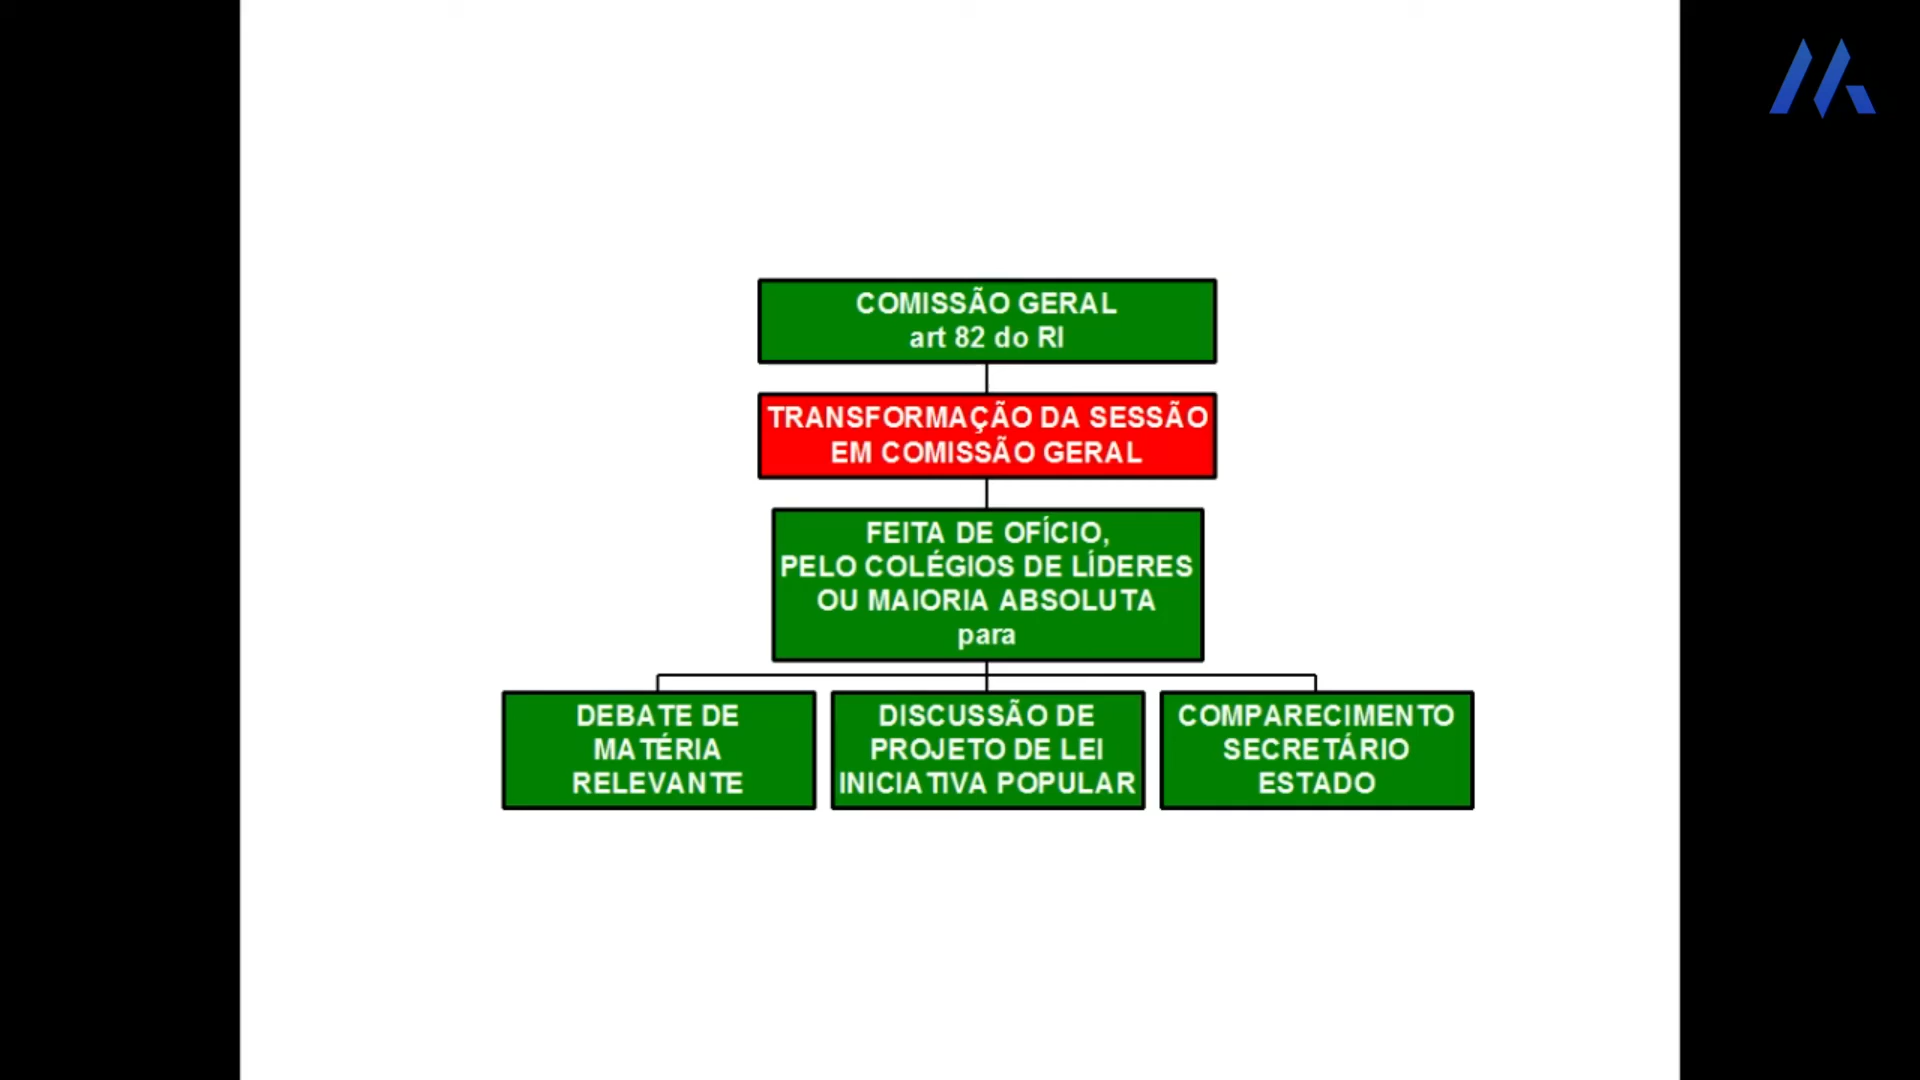 COMISSÃO GERAL
art 82 do RI
TRANSFORMAÇÃO DA SESSÃO
EM COMISSÃO GERAL
FEITA DE OFÍCIO,
PELO COLÉGIOS DE LÍDERES
OU MAIORIA ABSOLUTA
para
DEBATE DE
MATÉRIA
RELEVANTE
DISCUSSÃO DE
PROJETO DE LEI
INICIATIVA POPULAR
COMPARECIMENTO
SECRETÁRIO
ESTADO